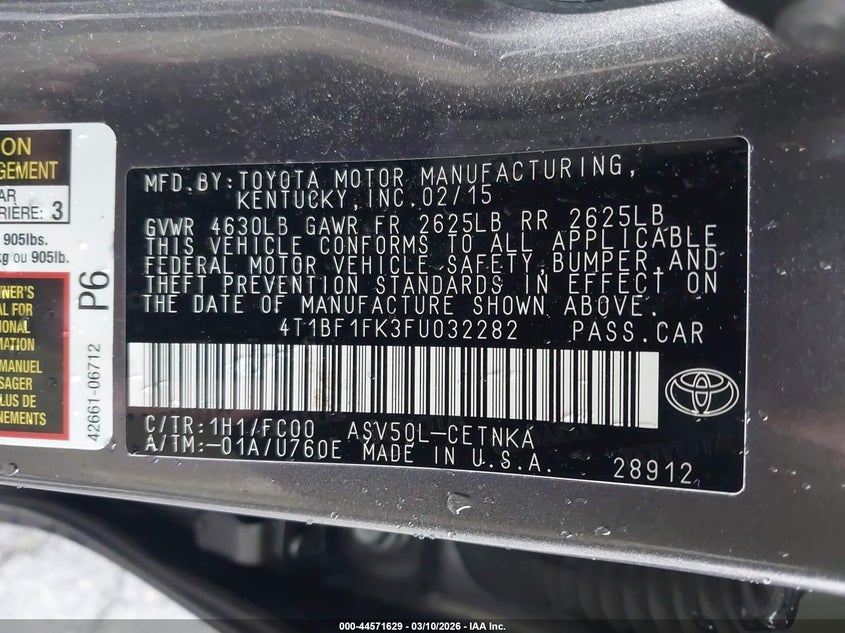 ON
GEMENT
AR
RIÈRE: 3
905lbs.
kg ou 905lb.
NER'S
AL FOR
IONAL
MATION
MANUEL
SAGER
LUS DE
NEMENTS
P6
42661-06712
MFD.BY:TOYOTA MOTOR MANUFACTURING,
KENTUCKY,INC.02/15
GVWR 4630LB GAWR FR 2625LB RR 2625LB
THIS VEHICLE CONFORMS TO ALL APPLICABLE
FEDERAL MOTOR VEHICLE SAFETY,BUMPER,AND
THEFT PREVENTION STANDARDS IN EFFECT ON
THE DATE OF MANUFACTURE SHOWN ABOVE.
4T1BF1FK3FU032282 PASS.CAR
C/TR:1H1/FC00 ASV50L-CETNKA
A/TM:-01A/U760E MADE IN U.S.A.
28912
000-44571629 - 03/10/2026 - IAA Inc.